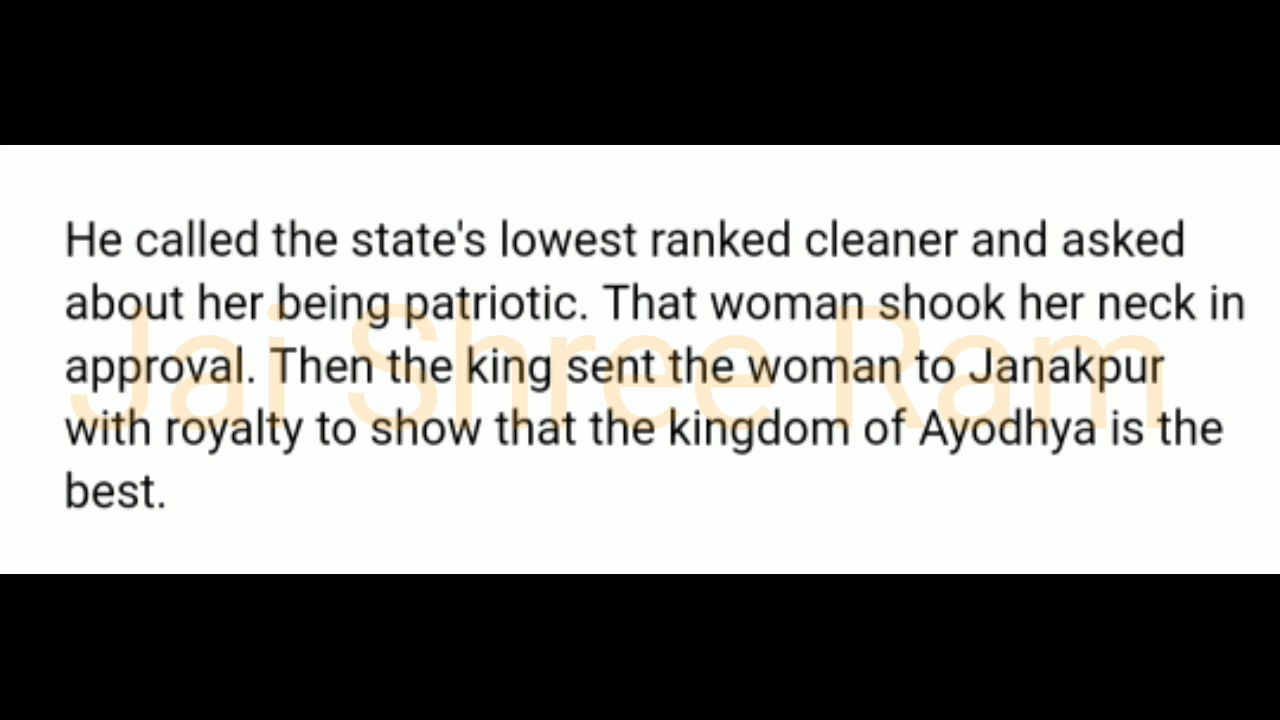 He called the state's lowest ranked cleaner and asked
about her being patriotic. That woman shook her neck in
approval. Then the king sent the woman to Janakpur
with royalty to show that the kingdom of Ayodhya is the
best.
Jai Shree Ram